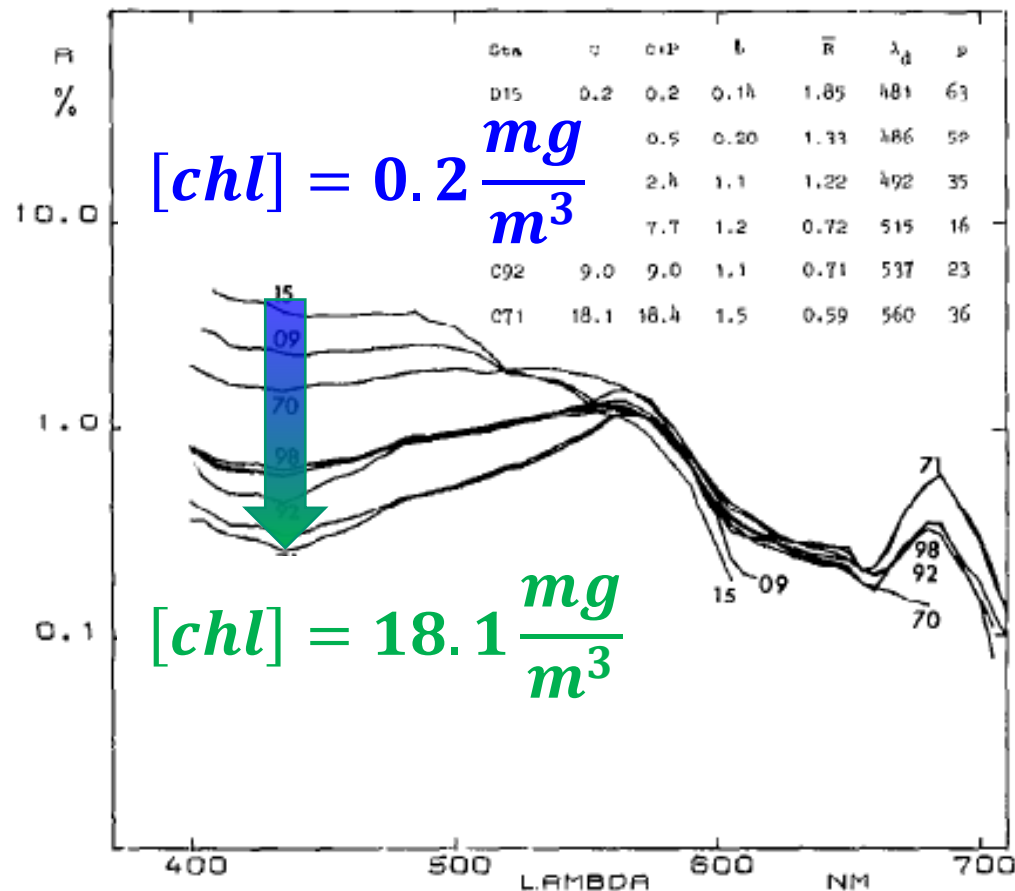 R
%
Stn C C+P b R̄ λd P
D15 0.2 0.2 0.14 1.85 481 63
0.5 0.20 1.33 486 52
2.4 1.1 1.22 492 35
7.7 1.2 0.72 515 16
C92 9.0 9.0 1.1 0.71 537 23
C71 18.1 18.4 1.5 0.59 560 36
[chl] = 0.2 mg/m³
10.0
1.0
0.1
[chl] = 18.1 mg/m³
15
09
70
98
92
71
98
92
70
09
15
400 500 600 700
LAMBDA NM